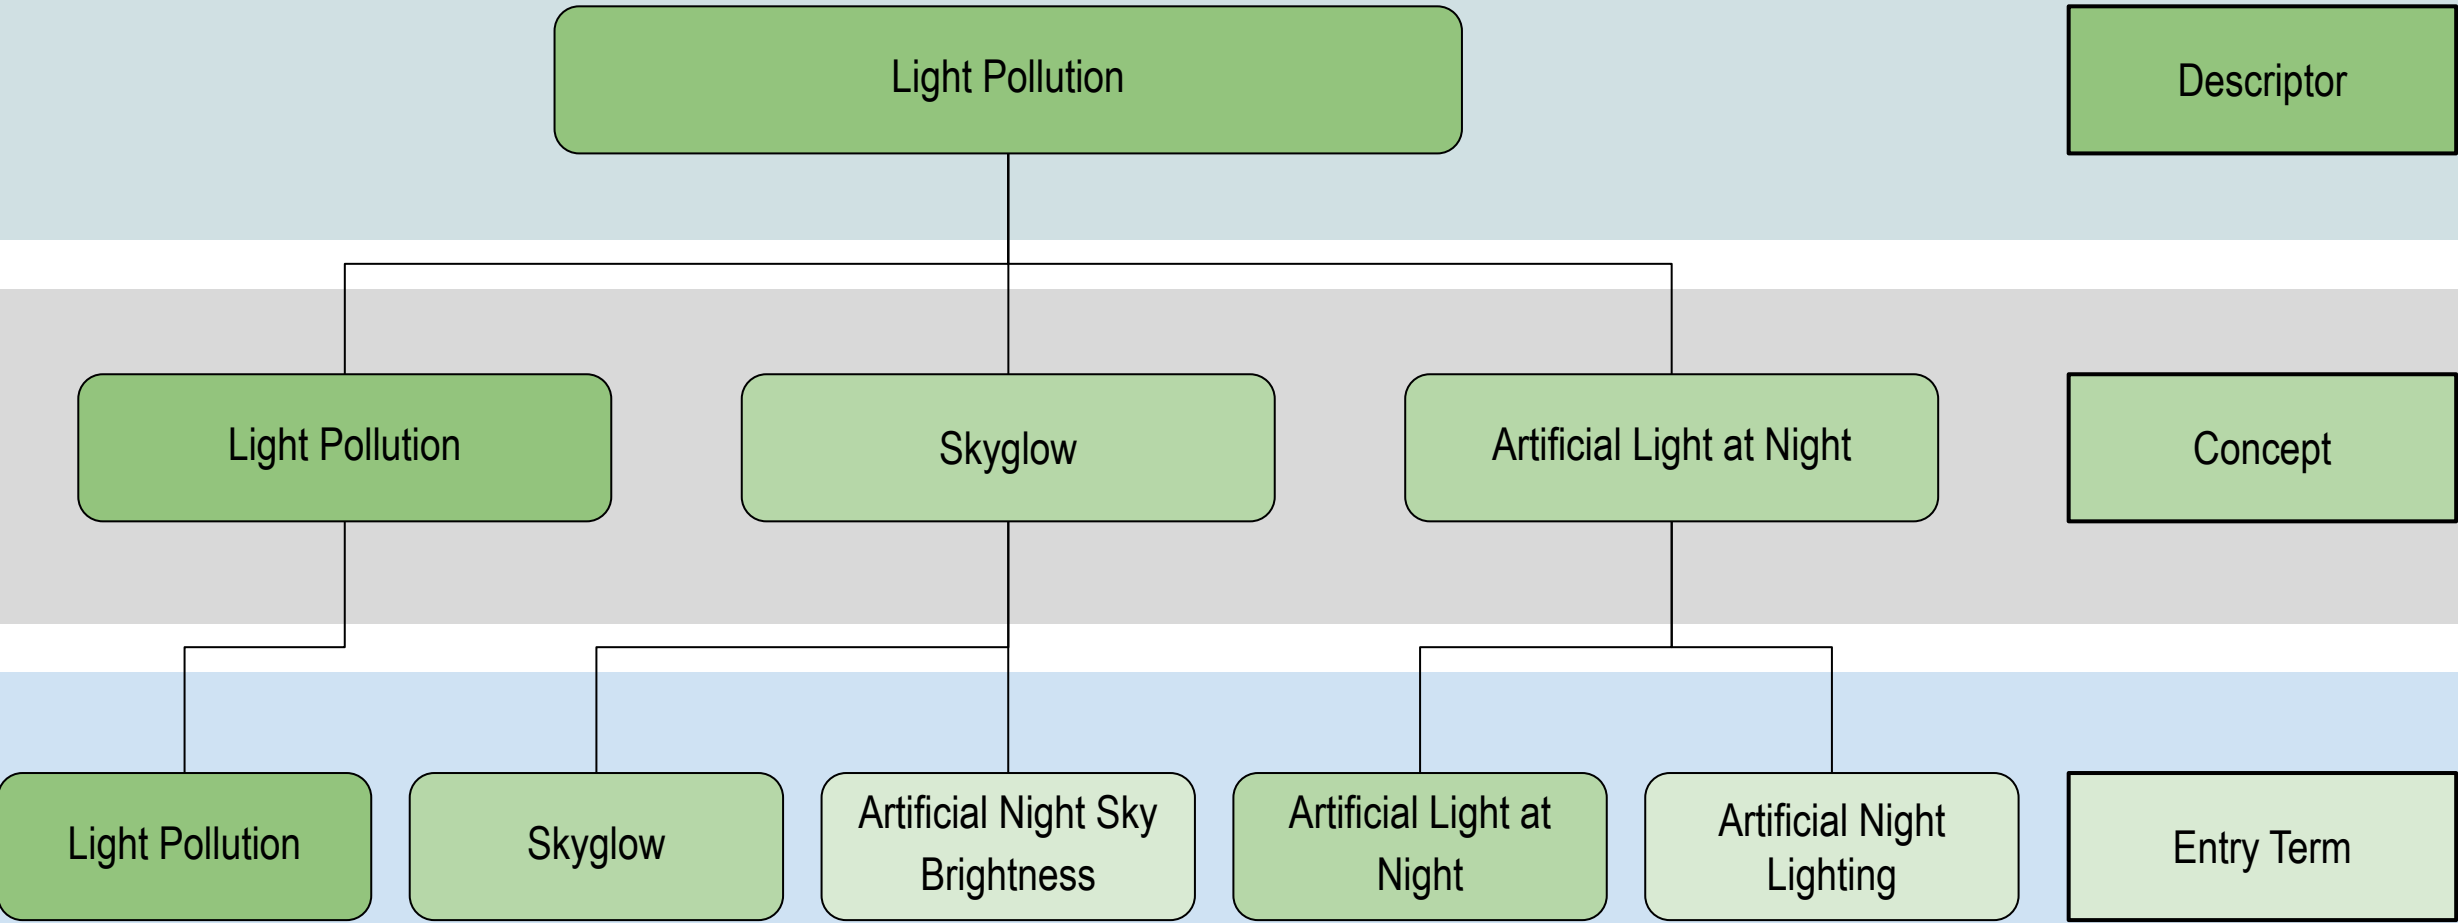 Light Pollution
Descriptor
Light Pollution
Skyglow
Artificial Light at Night
Concept
Light Pollution
Skyglow
Artificial Night Sky
Brightness
Artificial Light at
Night
Artificial Night
Lighting
Entry Term